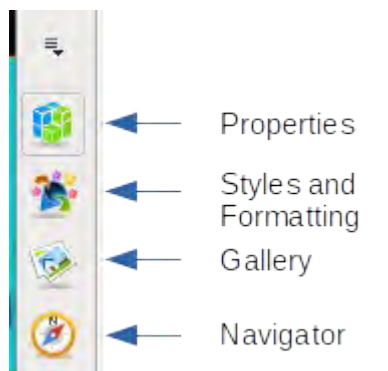 Properties
Styles and
Formatting
Gallery
Navigator
N